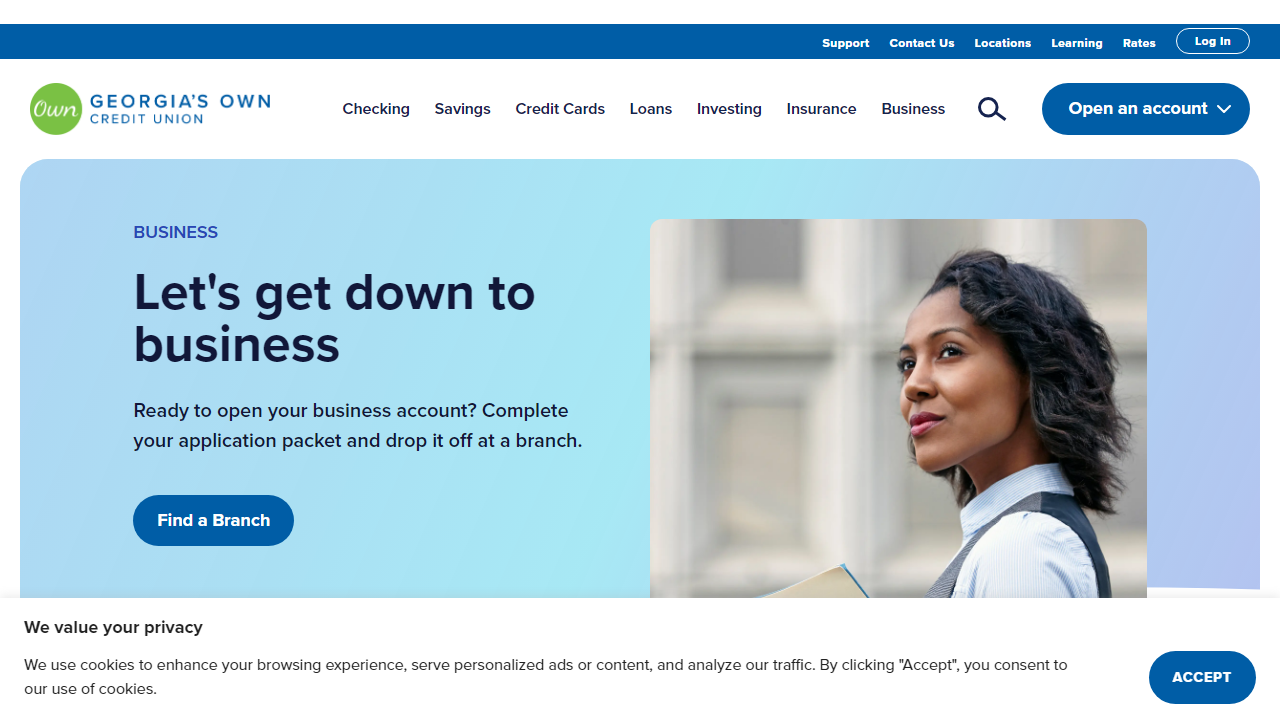 Support Contact Us Locations Learning Rates Log In
Own GEORGIA'S OWN
CREDIT UNION
Checking Savings Credit Cards Loans Investing Insurance Business Open an account
BUSINESS
Let's get down to
business
Ready to open your business account? Complete
your application packet and drop it off at a branch.
Find a Branch
We value your privacy
We use cookies to enhance your browsing experience, serve personalized ads or content, and analyze our traffic. By clicking "Accept", you consent to
our use of cookies.
ACCEPT